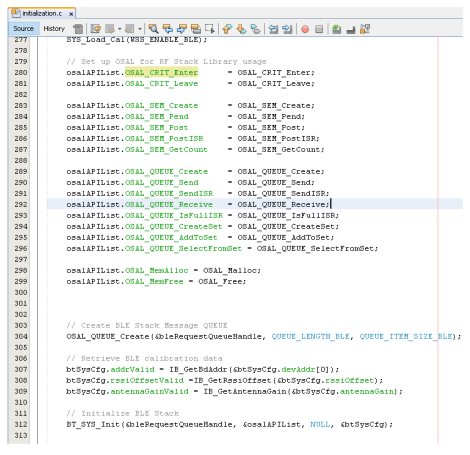 initialization.c x
Source History
277 SYS_Load_Cal(WSS_ENABLE_BLE);
278
279 // Set up OSAL for RF Stack Library usage
280 osalAPIList.OSAL_CRIT_Enter = OSAL_CRIT_Enter;
281 osalAPIList.OSAL_CRIT_Leave = OSAL_CRIT_Leave;
282
283 osalAPIList.OSAL_SEM_Create = OSAL_SEM_Create;
284 osalAPIList.OSAL_SEM_Pend = OSAL_SEM_Pend;
285 osalAPIList.OSAL_SEM_Post = OSAL_SEM_Post;
286 osalAPIList.OSAL_SEM_PostISR = OSAL_SEM_PostISR;
287 osalAPIList.OSAL_SEM_GetCount = OSAL_SEM_GetCount;
288
289 osalAPIList.OSAL_QUEUE_Create = OSAL_QUEUE_Create;
290 osalAPIList.OSAL_QUEUE_Send = OSAL_QUEUE_Send;
291 osalAPIList.OSAL_QUEUE_SendISR = OSAL_QUEUE_SendISR;
292 osalAPIList.OSAL_QUEUE_Receive = OSAL_QUEUE_Receive;
293 osalAPIList.OSAL_QUEUE_IsFullISR = OSAL_QUEUE_IsFullISR;
294 osalAPIList.OSAL_QUEUE_CreateSet = OSAL_QUEUE_CreateSet;
295 osalAPIList.OSAL_QUEUE_AddToSet = OSAL_QUEUE_AddToSet;
296 osalAPIList.OSAL_QUEUE_SelectFromSet = OSAL_QUEUE_SelectFromSet;
297
298 osalAPIList.OSAL_MemAlloc = OSAL_Malloc;
299 osalAPIList.OSAL_MemFree = OSAL_Free;
300
301
302
303 // Create BLE Stack Message QUEUE
304 OSAL_QUEUE_Create(&bleRequestQueueHandle, QUEUE_LENGTH_BLE, QUEUE_ITEM_SIZE_BLE);
305
306 // Retrieve BLE calibration data
307 btSysCfg.addrValid = IB_GetBdAddr(&btSysCfg.devAddr[0]);
308 btSysCfg.rssiOffsetValid =IB_GetRssiOffset(&btSysCfg.rssiOffset);
309 btSysCfg.antennaGainValid = IB_GetAntennaGain(&btSysCfg.antennaGain);
310
311 // Initialize BLE Stack
312 BT_SYS_Init(&bleRequestQueueHandle, &osalAPIList, NULL, &btSysCfg);
313